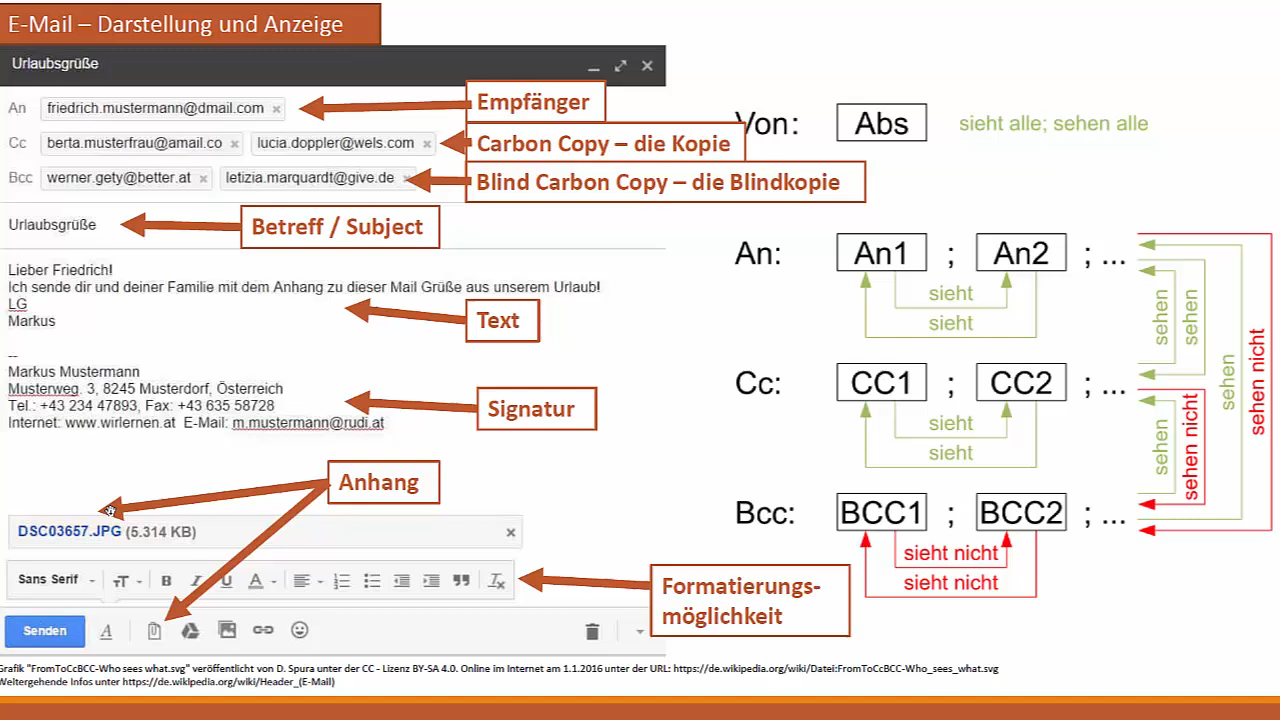 E-Mail – Darstellung und Anzeige
Urlaubsgrüße
An friedrich.mustermann@dmail.com
Empfänger
Cc berta.musterfrau@amail.co lucia.doppler@wels.com
Carbon Copy – die Kopie
Bcc werner.gety@better.at letizia.marquardt@give.de
Blind Carbon Copy – die Blindkopie
Urlaubsgrüße
Betreff / Subject
Lieber Friedrich!
Ich sende dir und deiner Familie mit dem Anhang zu dieser Mail Grüße aus unserem Urlaub!
LG
Markus
Text
--
Markus Mustermann
Musterweg. 3, 8245 Musterdorf, Österreich
Tel.: +43 234 47893, Fax: +43 635 58728
Internet: www.wirlernen.at E-Mail: m.mustermann@rudi.at
Signatur
Anhang
DSC03657.JPG (5.314 KB)
Sans Serif
Formatierungs-
möglichkeit
Senden
Von: Abs sieht alle; sehen alle
An: An1 ; An2 ; ...
sieht
sieht
sehen
sehen
Cc: CC1 ; CC2 ; ...
sieht
sieht
sehen
sehen nicht
sehen
sehen nicht
Bcc: BCC1 ; BCC2 ; ...
sieht nicht
sieht nicht
Grafik "FromToCcBCC-Who sees what.svg" veröffentlicht von D. Spura unter der CC - Lizenz BY-SA 4.0. Online im Internet am 1.1.2016 unter der URL: https://de.wikipedia.org/wiki/Datei:FromToCcBCC-Who_sees_what.svg
Weitergehende Infos unter https://de.wikipedia.org/wiki/Header_(E-Mail)